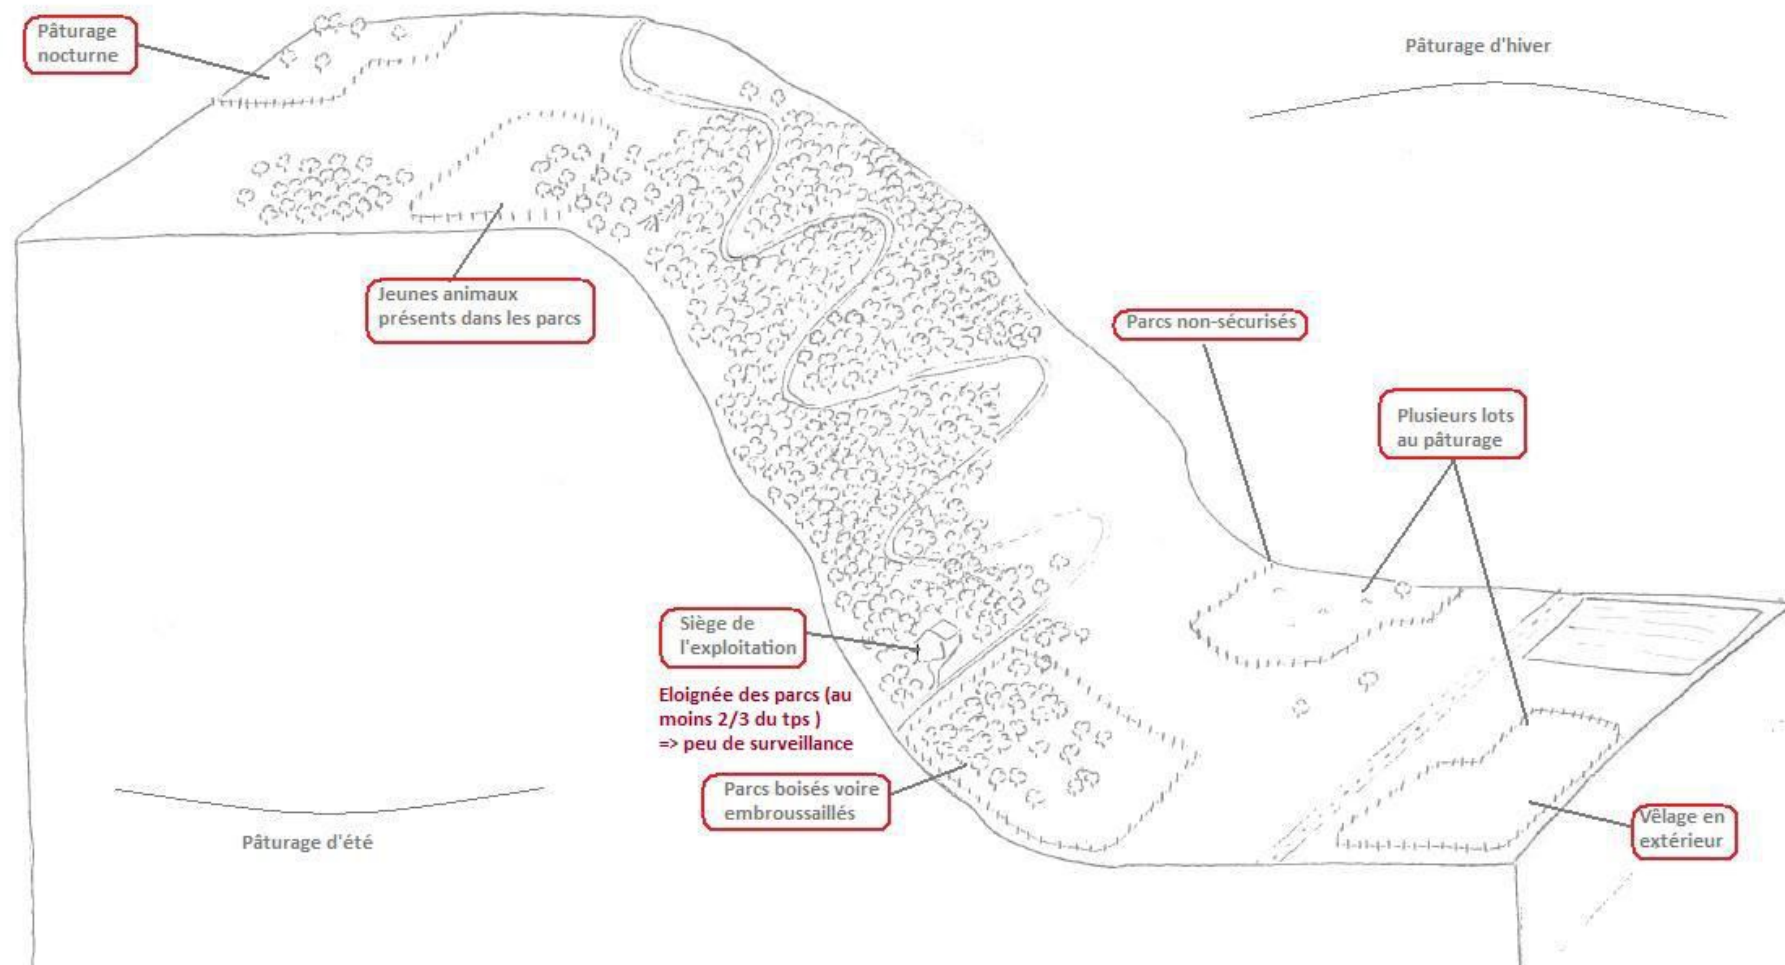 Pâturage
nocturne
Pâturage d'hiver
Jeunes animaux
présents dans les parcs
Parcs non-sécurisés
Plusieurs lots
au pâturage
Siège de
l'exploitation
Eloignée des parcs (au
moins 2/3 du tps )
=> peu de surveillance
Parcs boisés voire
embroussaillés
Vêlage en
extérieur
Pâturage d'été